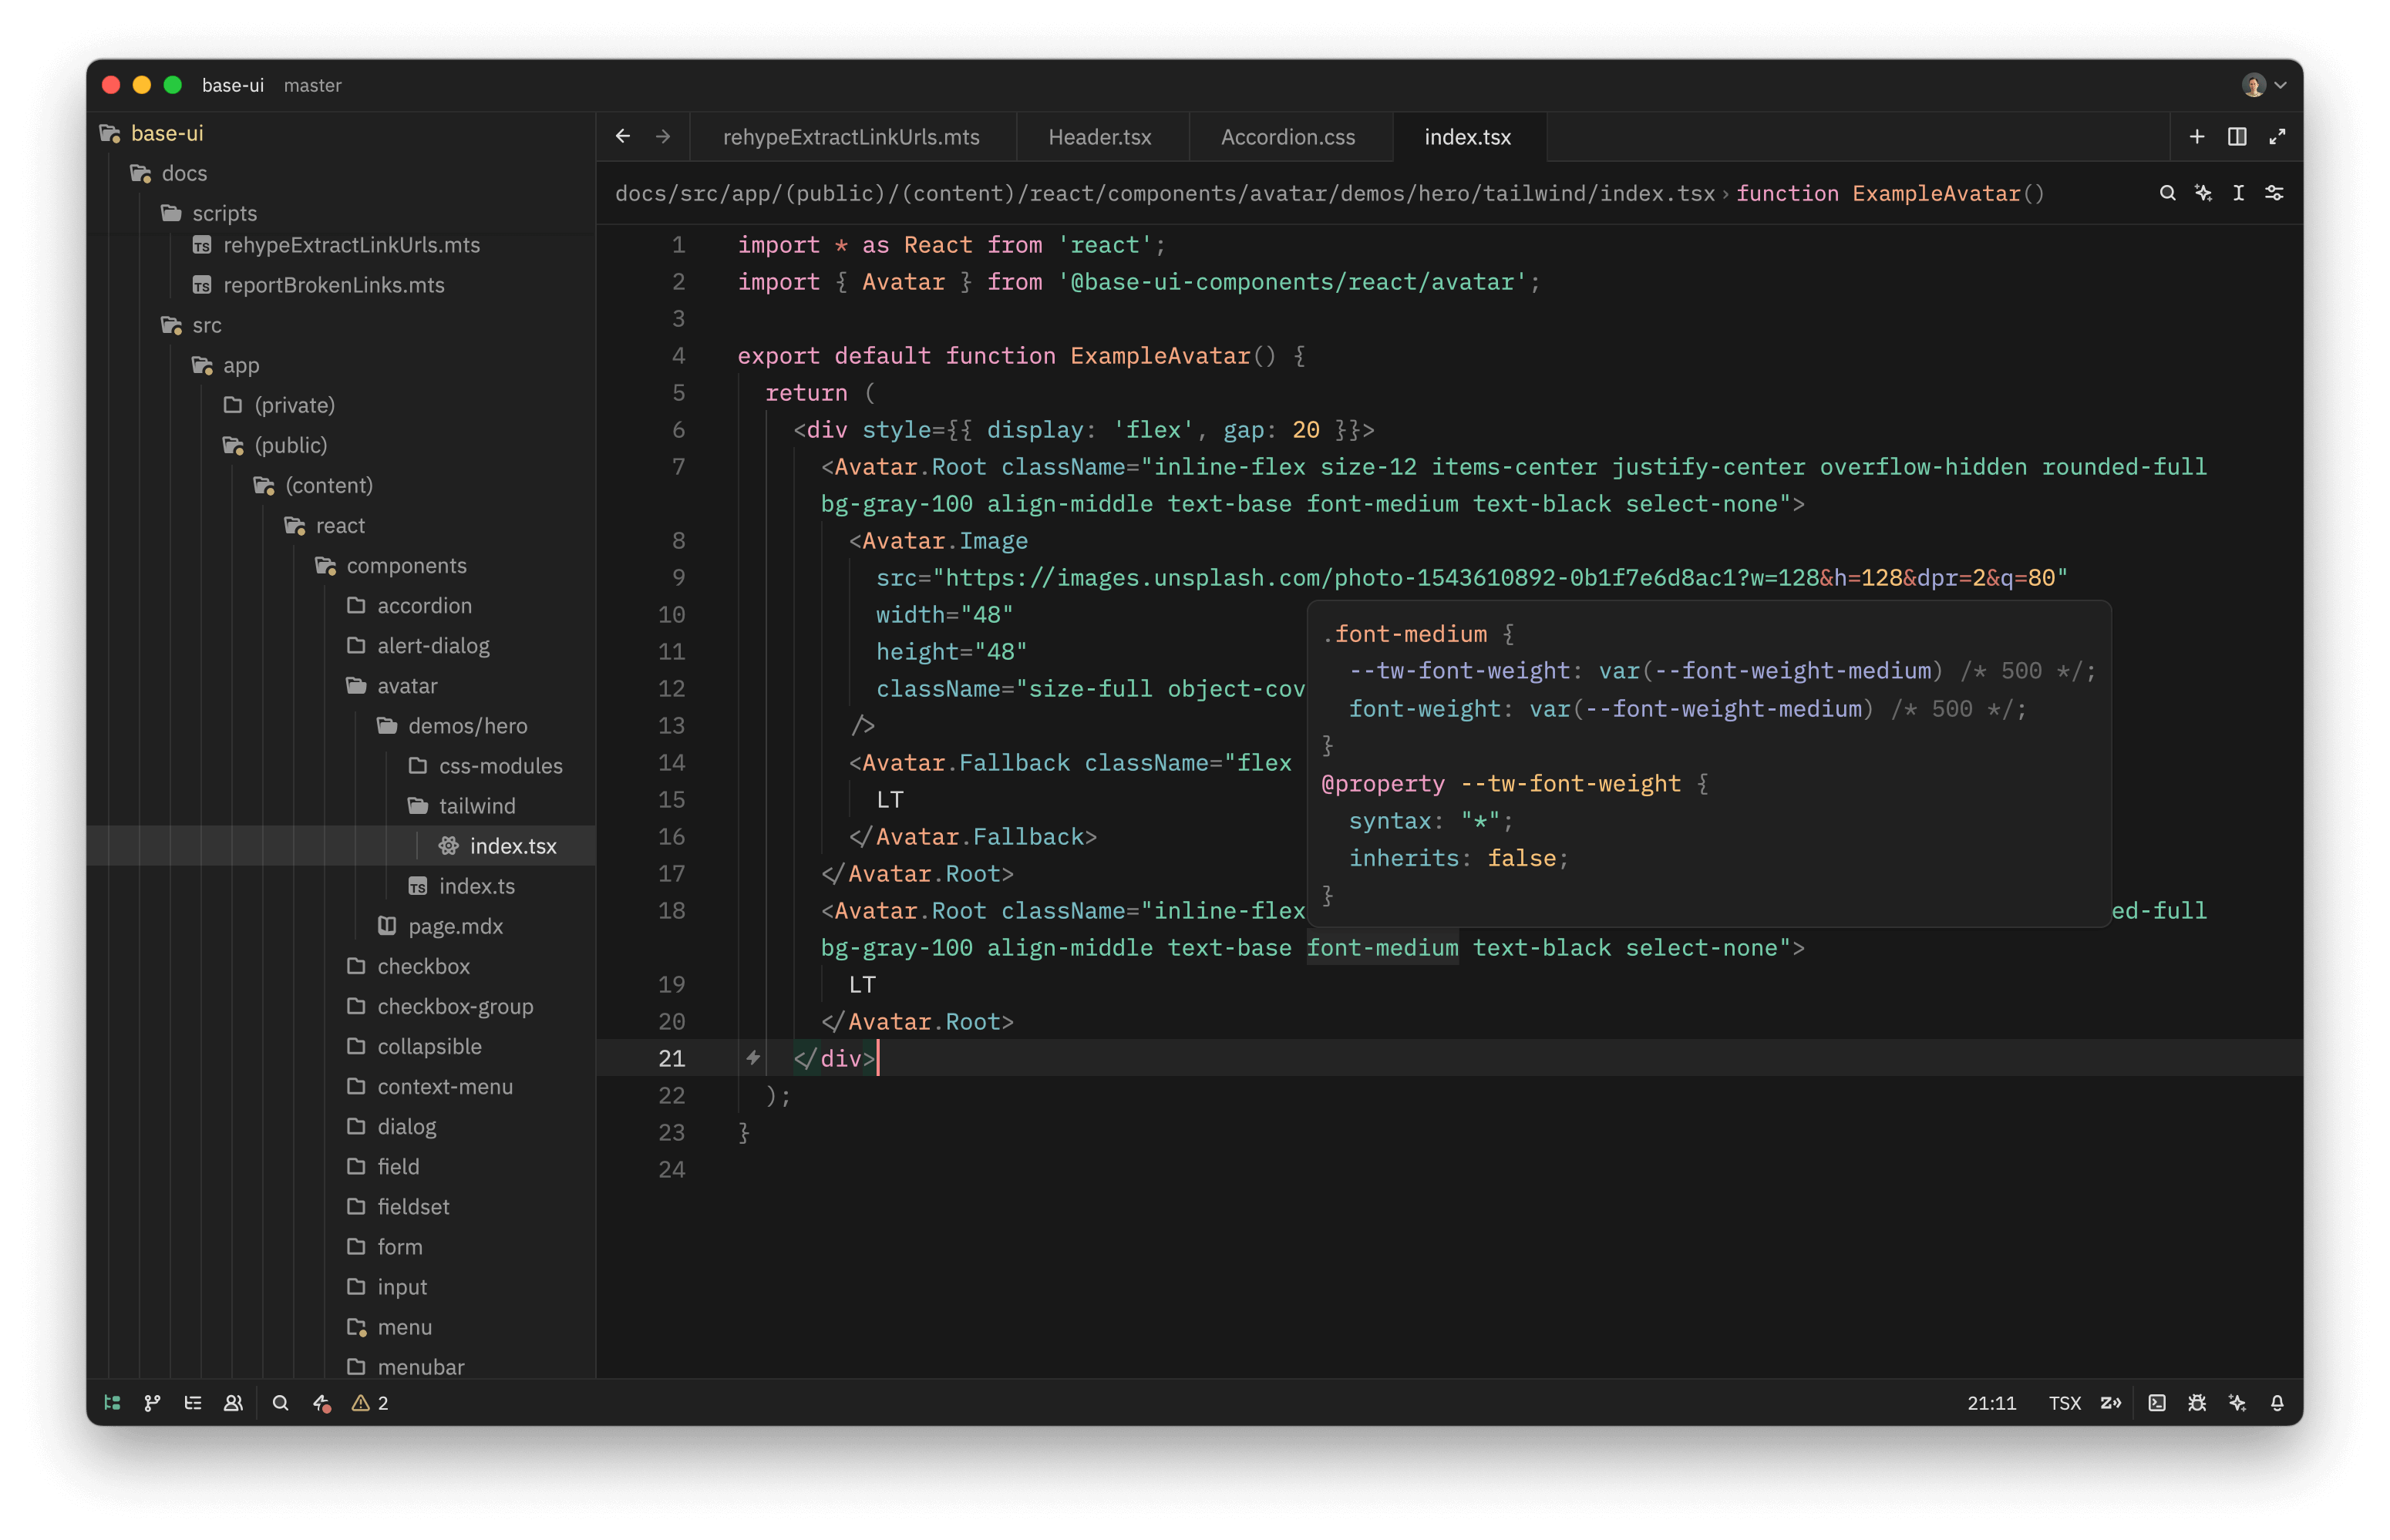 base-ui master
base-ui
docs
scripts
rehypeExtractLinkUrls.mts
reportBrokenLinks.mts
src
app
(private)
(public)
(content)
react
components
accordion
alert-dialog
avatar
demos/hero
css-modules
tailwind
index.tsx
index.ts
page.mdx
checkbox
checkbox-group
collapsible
context-menu
dialog
field
fieldset
form
input
menu
menubar
rehypeExtractLinkUrls.mts Header.tsx Accordion.css index.tsx
docs/src/app/(public)/(content)/react/components/avatar/demos/hero/tailwind/index.tsx › function ExampleAvatar()
1 import * as React from 'react';
2 import { Avatar } from '@base-ui-components/react/avatar';
3
4 export default function ExampleAvatar() {
5 return (
6 <div style={{ display: 'flex', gap: 20 }}>
7 <Avatar.Root className="inline-flex size-12 items-center justify-center overflow-hidden rounded-full
bg-gray-100 align-middle text-base font-medium text-black select-none">
8 <Avatar.Image
9 src="https://images.unsplash.com/photo-1543610892-0b1f7e6d8ac1?w=128&h=128&dpr=2&q=80"
10 width="48"
11 height="48"
12 className="size-full object-cov
13 />
14 <Avatar.Fallback className="flex
15 LT
16 </Avatar.Fallback>
17 </Avatar.Root>
18 <Avatar.Root className="inline-flex ed-full
bg-gray-100 align-middle text-base font-medium text-black select-none">
19 LT
20 </Avatar.Root>
21 </div>
22 );
23 }
24
.font-medium {
--tw-font-weight: var(--font-weight-medium) /* 500 */;
font-weight: var(--font-weight-medium) /* 500 */;
}
@property --tw-font-weight {
syntax: "*";
inherits: false;
}
2 21:11 TSX